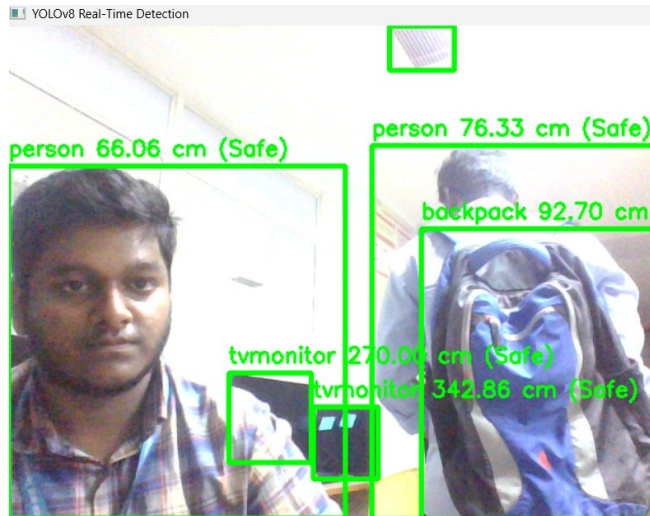 YOLOv8 Real-Time Detection
person 66.06 cm (Safe)
person 76.33 cm (Safe)
backpack 92.70 cm
tvmonitor 270.00 cm (Safe)
tvmonitor 342.86 cm (Safe)